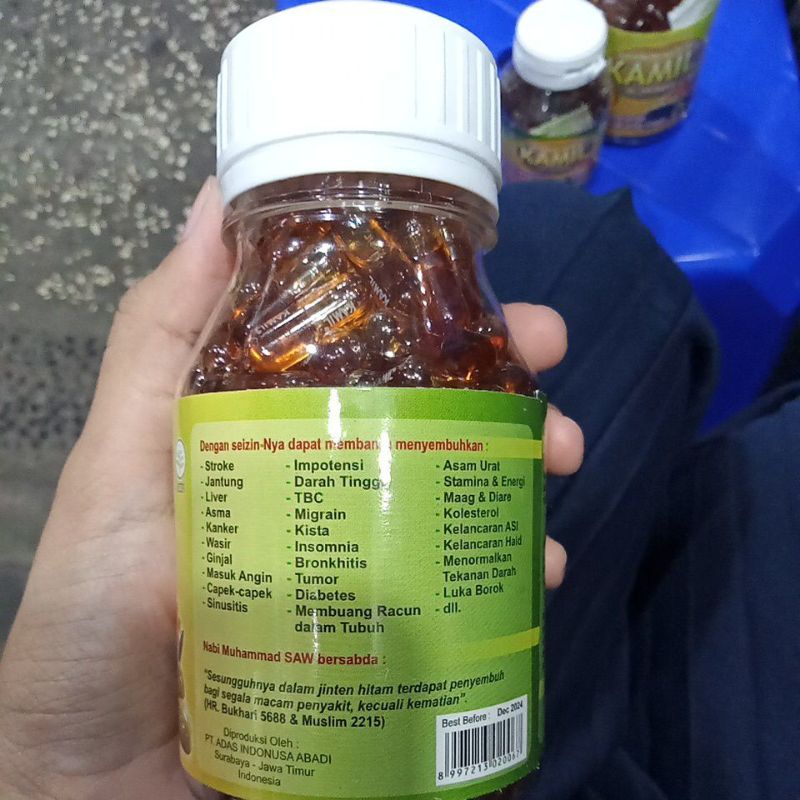 KAMIL
KAMIL
KAMIL
KAMIL
Dengan seizin-Nya dapat membantu menyembuhkan :
- Stroke
- Jantung
- Liver
- Asma
- Kanker
- Wasir
- Ginjal
- Masuk Angin
- Capek-capek
- Sinusitis
- Impotensi
- Darah Tinggi
- TBC
- Migrain
- Kista
- Insomnia
- Bronkhitis
- Tumor
- Diabetes
- Membuang Racun
dalam Tubuh
- Asam Urat
- Stamina & Energi
- Maag & Diare
- Kolesterol
- Kelancaran ASI
- Kelancaran Haid
- Menormalkan
Tekanan Darah
- Luka Borok
- dll.
Nabi Muhammad SAW bersabda :
"Sesungguhnya dalam jinten hitam terdapat penyembuh
bagi segala macam penyakit, kecuali kematian".
(HR. Bukhari 5688 & Muslim 2215)
Diproduksi Oleh :
PT. ADAS INDONUSA ABADI
Surabaya - Jawa Timur
Indonesia
Best Before : Dec 2024